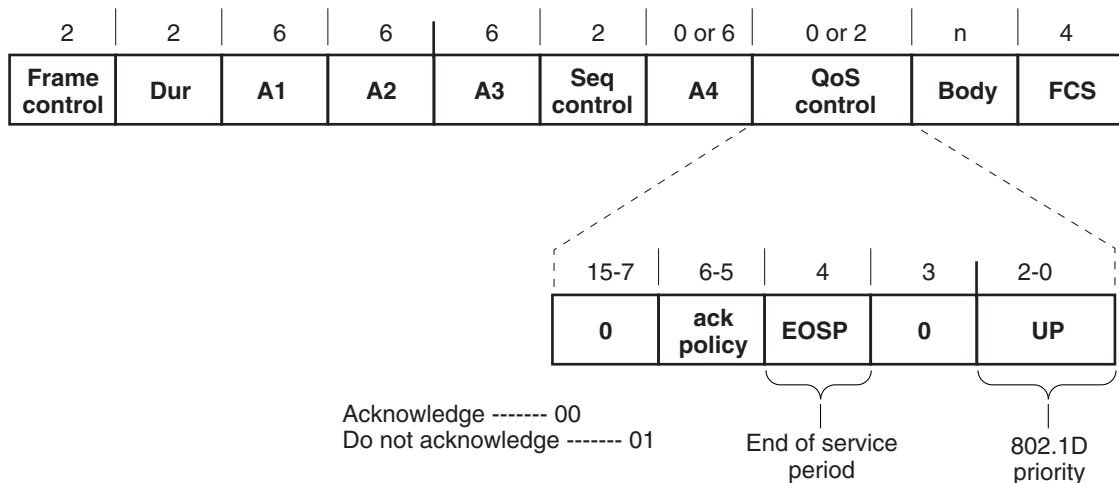 2 2 6 6 6 2 0 or 6 0 or 2 n 4
Frame control Dur A1 A2 A3 Seq control A4 QoS control Body FCS
15-7 6-5 4 3 2-0
0 ack policy EOSP 0 UP
Acknowledge ------- 00
Do not acknowledge ------- 01
End of service
period
802.1D
priority